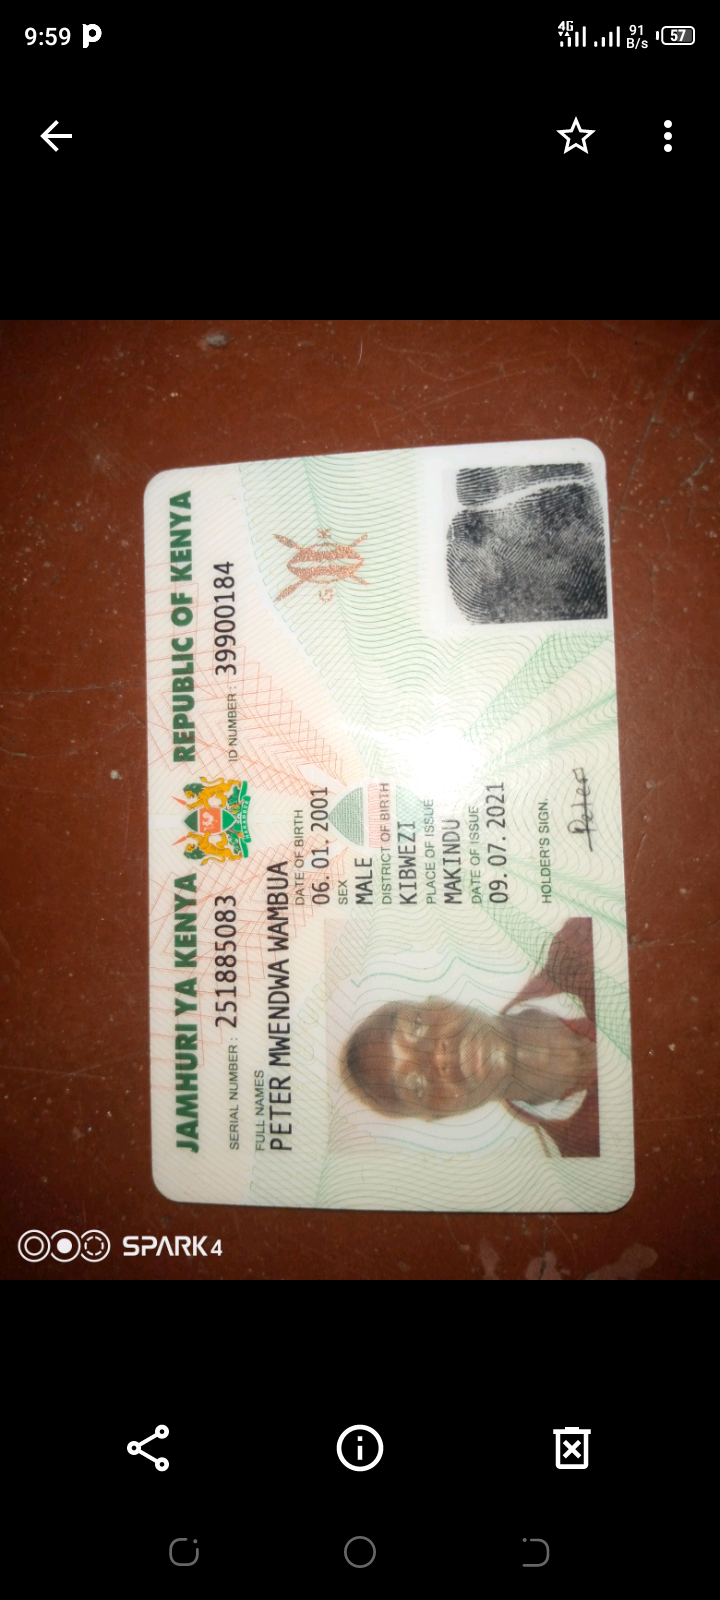 9:59
4G
91
B/s
57
JAMHURI YA KENYA REPUBLIC OF KENYA
SERIAL NUMBER: 251885083 ID NUMBER: 39900184
FULL NAMES
PETER MWENDWA WAMBUA
DATE OF BIRTH
06. 01. 2001
SEX
MALE
DISTRICT OF BIRTH
KIBWEZI
PLACE OF ISSUE
MAKINDU
DATE OF ISSUE
09. 07. 2021
HOLDER'S SIGN.
Peter
SPARK 4